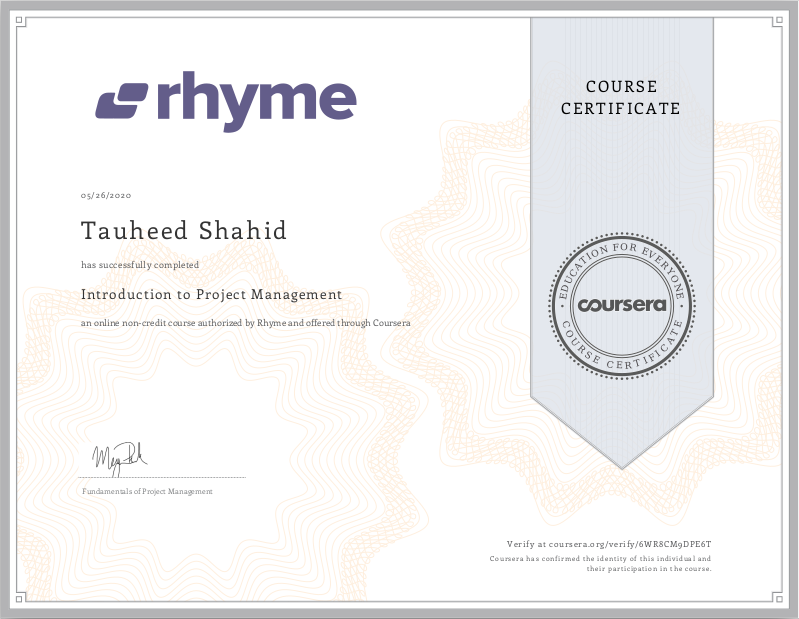 rhyme
COURSE
CERTIFICATE
05/26/2020
Tauheed Shahid
has successfully completed
Introduction to Project Management
an online non-credit course authorized by Rhyme and offered through Coursera
EDUCATION FOR EVERYONE
coursera
COURSE CERTIFICATE
Fundamentals of Project Management
Verify at coursera.org/verify/6WR8CM9DPE6T
Coursera has confirmed the identity of this individual and
their participation in the course.